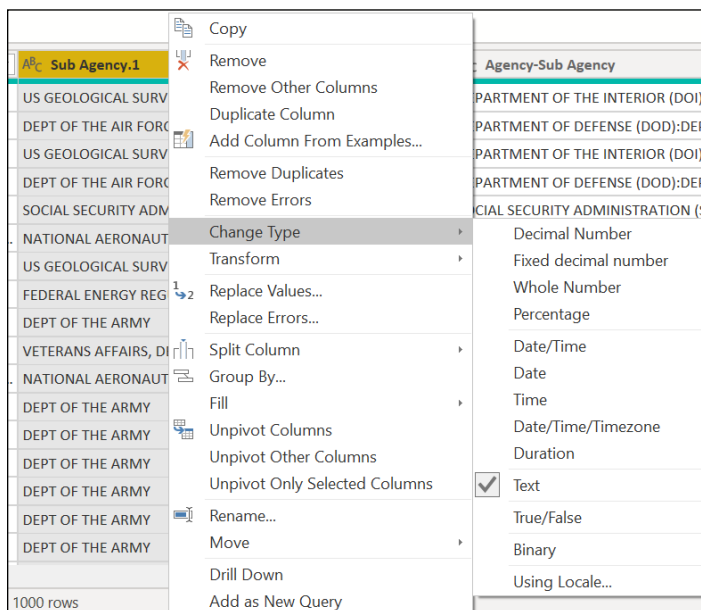 ABC Sub Agency.1
US GEOLOGICAL SURV
DEPT OF THE AIR FORC
US GEOLOGICAL SURV
DEPT OF THE AIR FORC
SOCIAL SECURITY ADM
NATIONAL AERONAUT
US GEOLOGICAL SURV
FEDERAL ENERGY REG
DEPT OF THE ARMY
VETERANS AFFAIRS, DE
NATIONAL AERONAUT
DEPT OF THE ARMY
DEPT OF THE ARMY
DEPT OF THE ARMY
DEPT OF THE ARMY
DEPT OF THE ARMY
DEPT OF THE ARMY
1000 rows
Copy
Remove
Remove Other Columns
Duplicate Column
Add Column From Examples...
Remove Duplicates
Remove Errors
Change Type
Transform
Replace Values...
Replace Errors...
Split Column
Group By...
Fill
Unpivot Columns
Unpivot Other Columns
Unpivot Only Selected Columns
Rename...
Move
Drill Down
Add as New Query
Agency-Sub Agency
PARTMENT OF THE INTERIOR (DOI)
PARTMENT OF DEFENSE (DOD):DEP
PARTMENT OF THE INTERIOR (DOI)
PARTMENT OF DEFENSE (DOD):DEP
CIAL SECURITY ADMINISTRATION (S
Decimal Number
Fixed decimal number
Whole Number
Percentage
Date/Time
Date
Time
Date/Time/Timezone
Duration
Text
True/False
Binary
Using Locale...